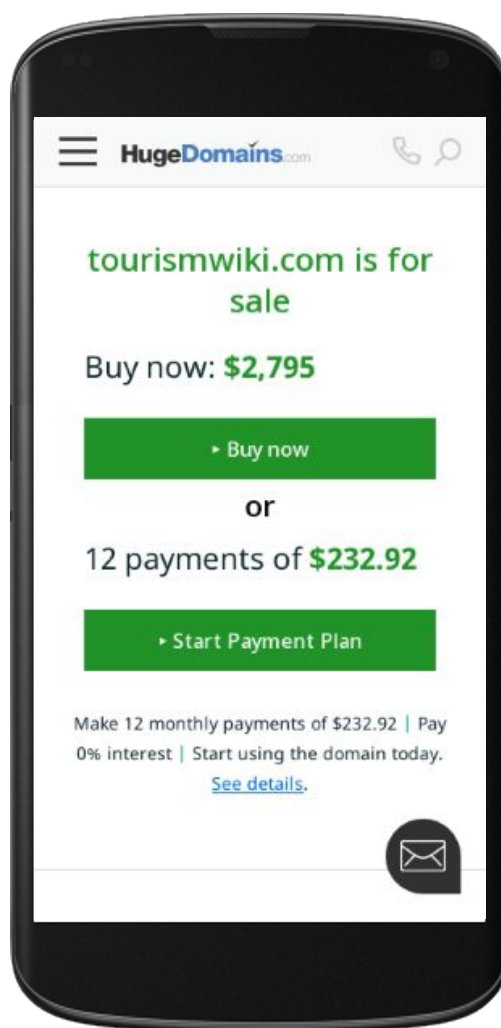 HugeDomains.com
tourismwiki.com is for
sale
Buy now: $2,795
‣ Buy now
or
12 payments of $232.92
‣ Start Payment Plan
Make 12 monthly payments of $232.92 | Pay
0% interest | Start using the domain today.
See details.